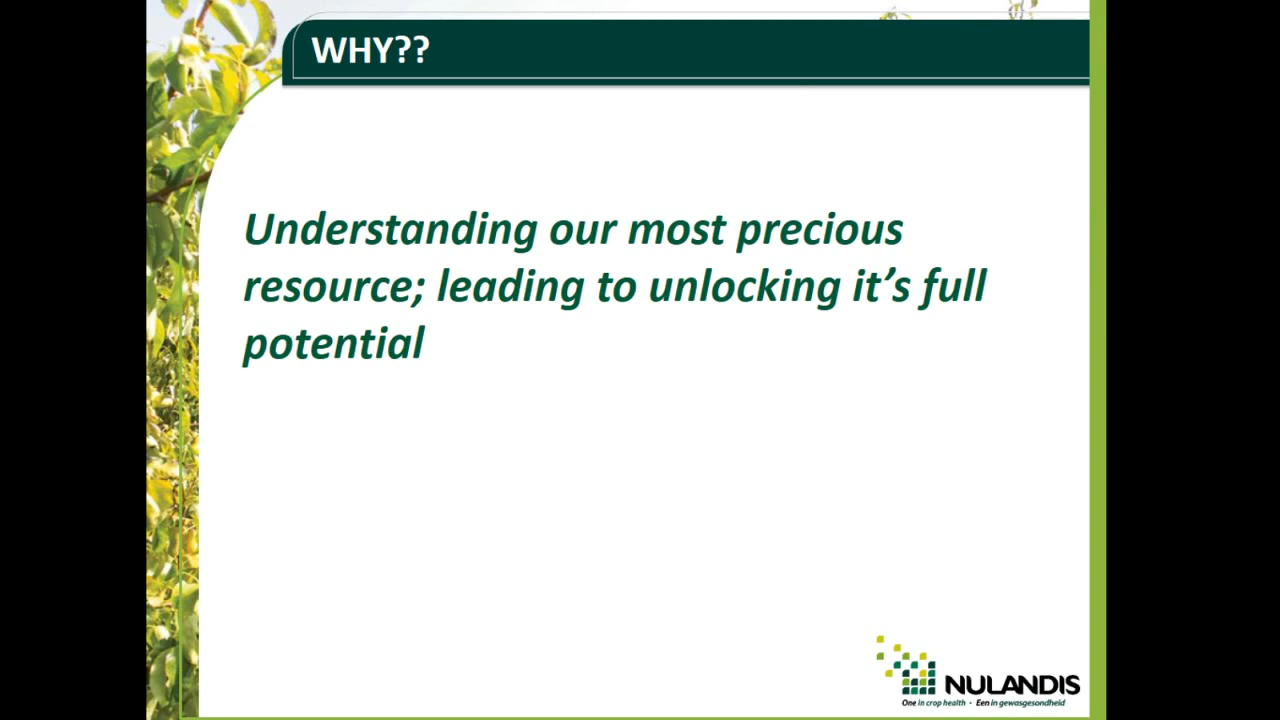 WHY??
Understanding our most precious
resource; leading to unlocking it’s full
potential
NULANDIS
One in crop health · Een in gewasgesondheid